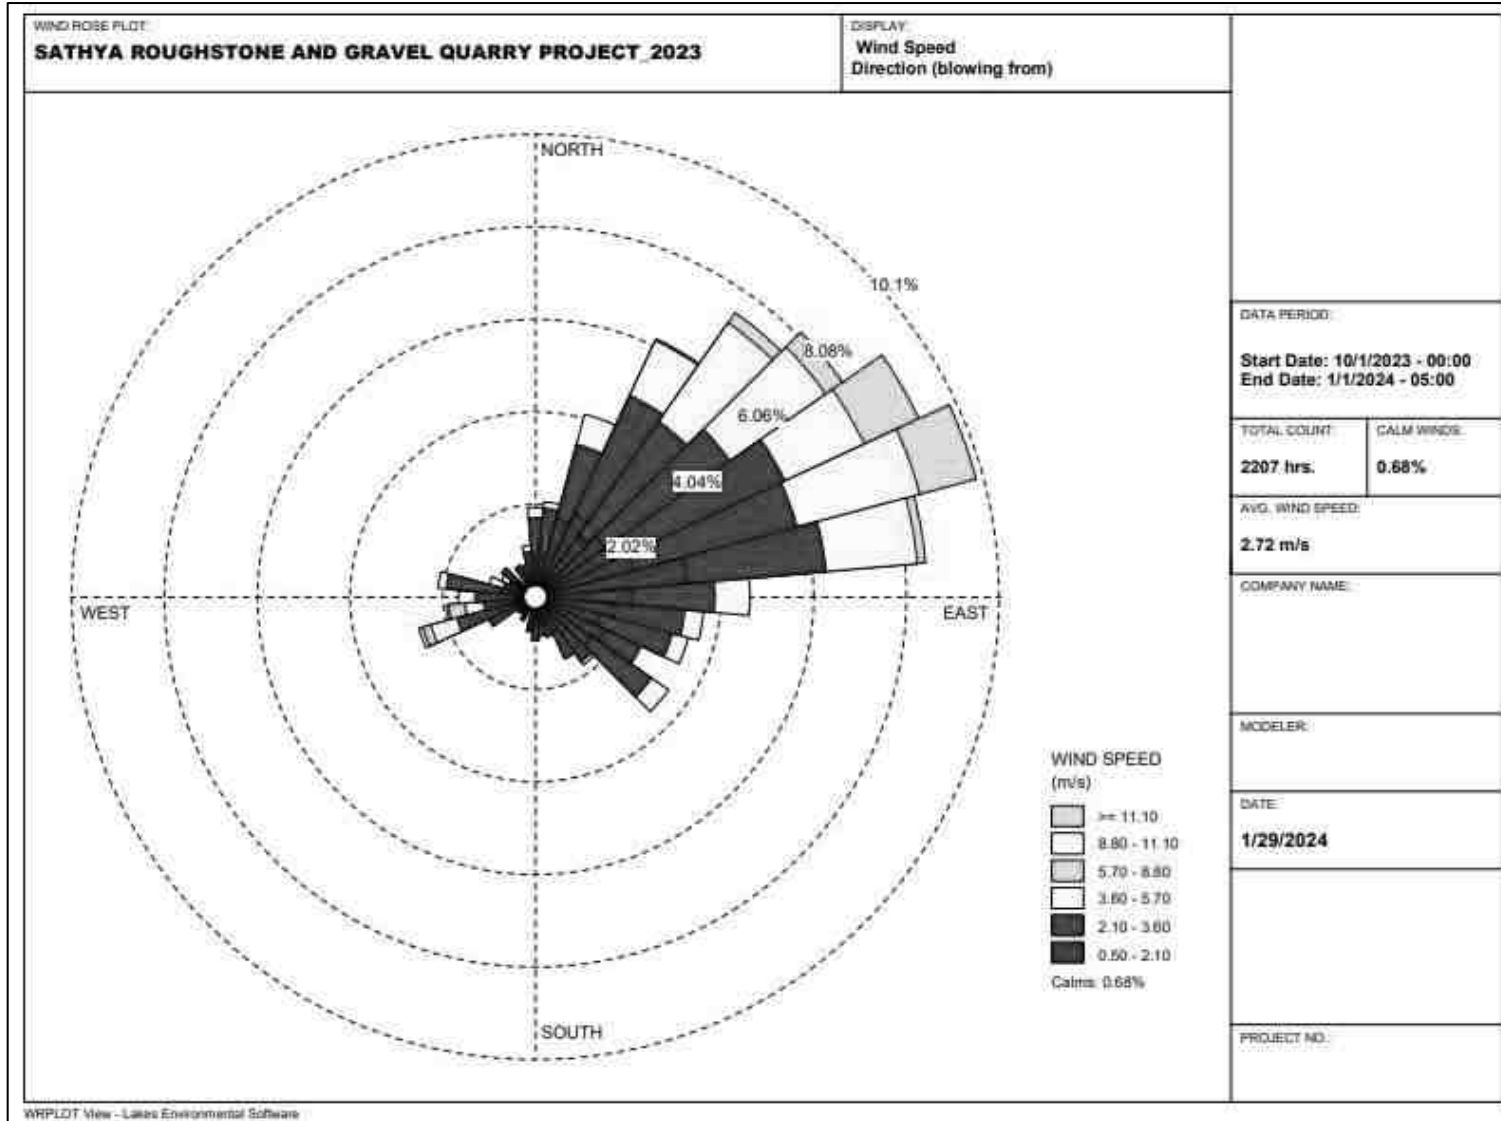 WIND ROSE PLOT:
SATHYA ROUGHSTONE AND GRAVEL QUARRY PROJECT_2023
DISPLAY:
Wind Speed
Direction (blowing from)
NORTH
10.1%
8.08%
6.06%
4.04%
2.02%
WEST
EAST
SOUTH
WIND SPEED
(m/s)
>= 11.10
8.80 - 11.10
5.70 - 8.80
3.60 - 5.70
2.10 - 3.60
0.50 - 2.10
Calms: 0.68%
DATA PERIOD:
Start Date: 10/1/2023 - 00:00
End Date: 1/1/2024 - 05:00
TOTAL COUNT:
2207 hrs.
CALM WINDS:
0.68%
AVG. WIND SPEED:
2.72 m/s
COMPANY NAME:
MODELER:
DATE:
1/29/2024
PROJECT NO.:
WRPLOT View - Lakes Environmental Software